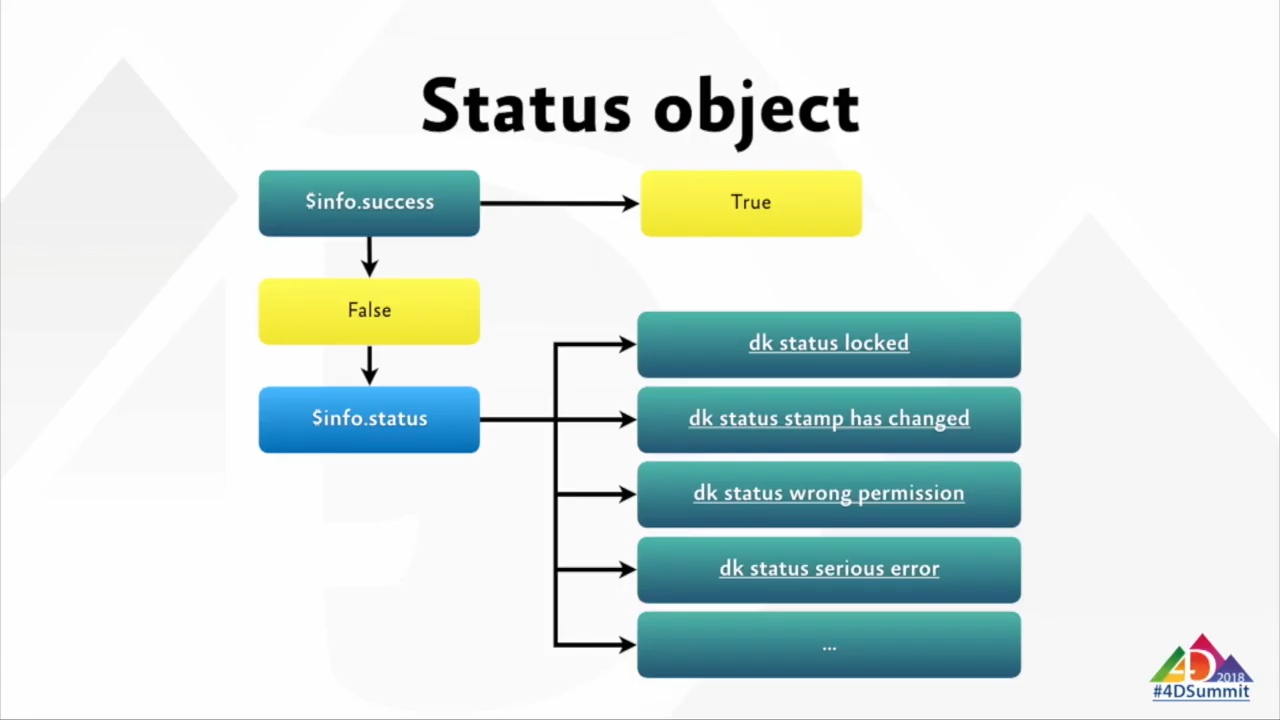 Status object
$info.success
True
False
$info.status
dk status locked
dk status stamp has changed
dk status wrong permission
dk status serious error
...
4D
2018
#4DSummit